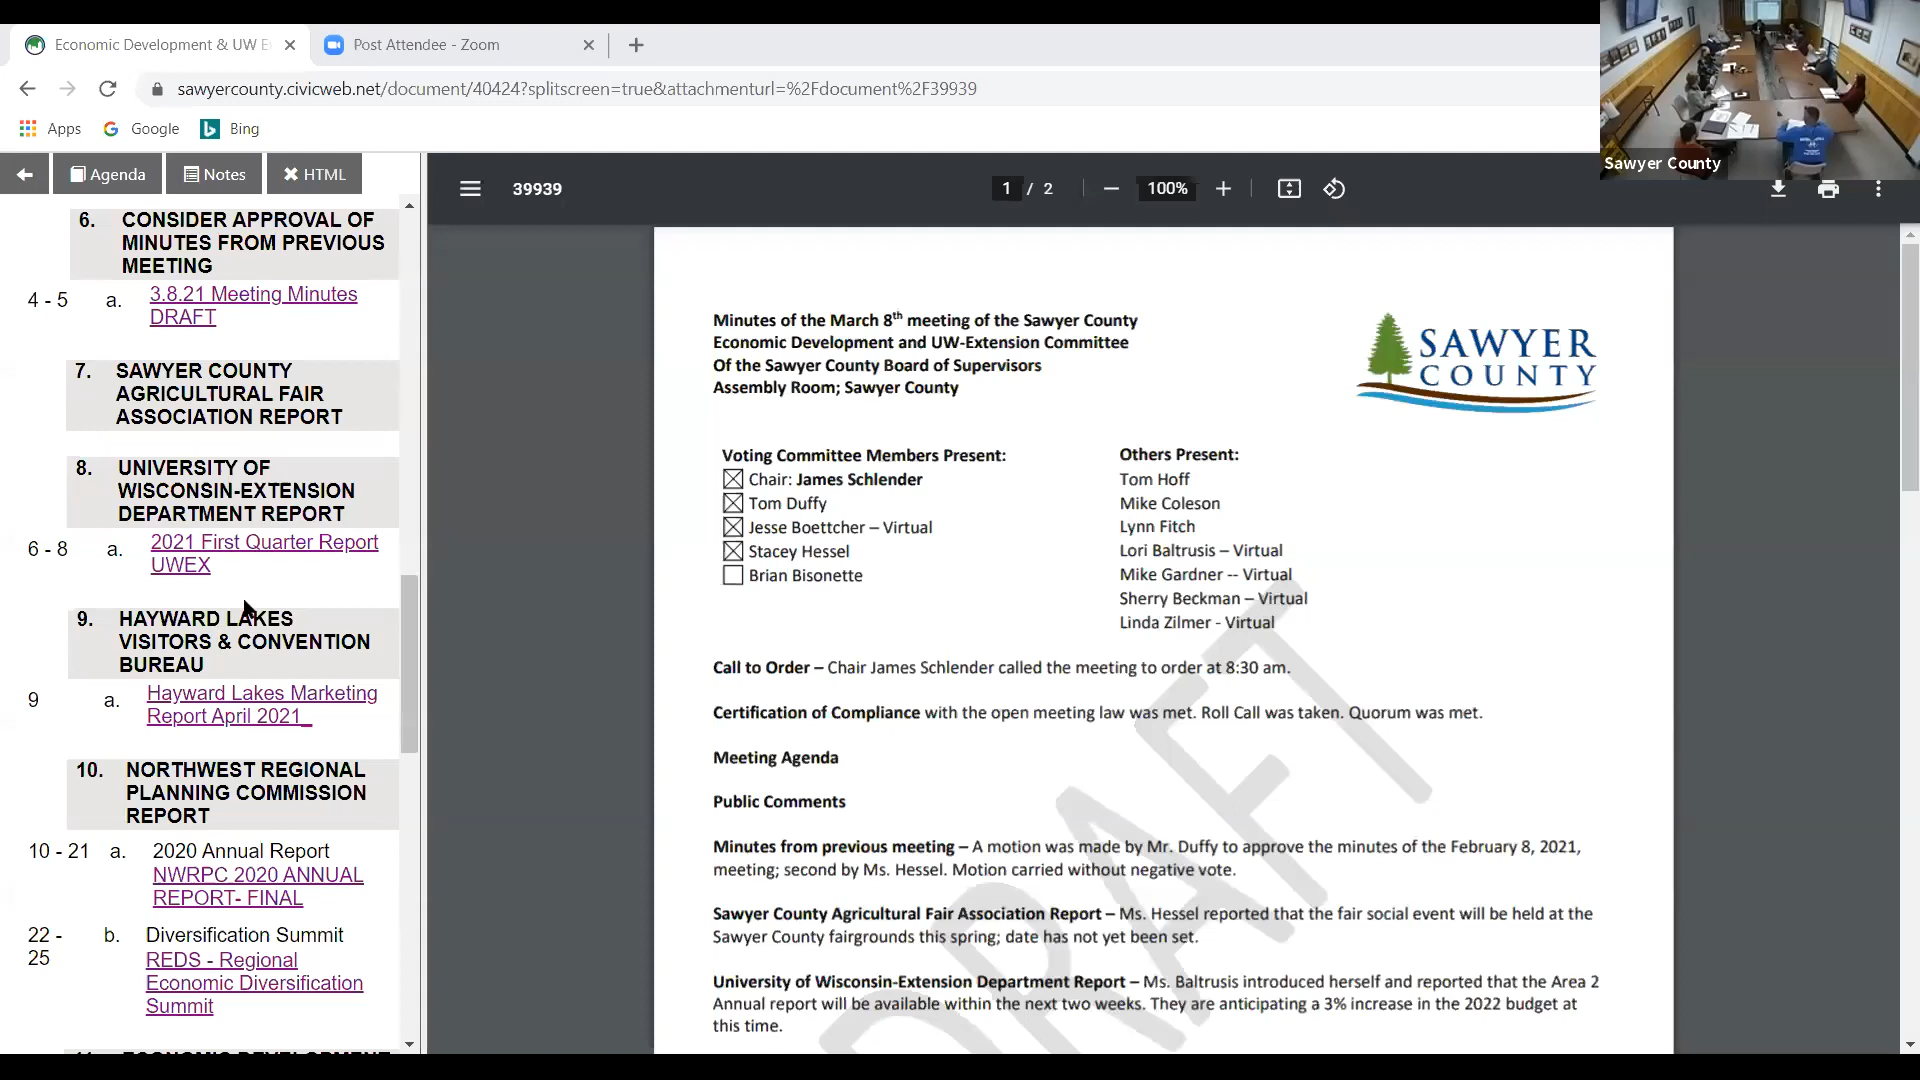 Economic Development & UW E
Post Attendee - Zoom
sawyercounty.civicweb.net/document/40424?splitscreen=true&attachmenturl=%2Fdocument%2F39939
Apps
Google
Bing
Agenda
Notes
HTML
39939
1 / 2
100%
Sawyer County
6. CONSIDER APPROVAL OF
MINUTES FROM PREVIOUS
MEETING
4 - 5 a. 3.8.21 Meeting Minutes
DRAFT
7. SAWYER COUNTY
AGRICULTURAL FAIR
ASSOCIATION REPORT
8. UNIVERSITY OF
WISCONSIN-EXTENSION
DEPARTMENT REPORT
6 - 8 a. 2021 First Quarter Report
UWEX
9. HAYWARD LAKES
VISITORS & CONVENTION
BUREAU
9 a. Hayward Lakes Marketing
Report April 2021_
10. NORTHWEST REGIONAL
PLANNING COMMISSION
REPORT
10 - 21 a. 2020 Annual Report
NWRPC 2020 ANNUAL
REPORT- FINAL
22 - 25 b. Diversification Summit
REDS - Regional
Economic Diversification
Summit
11. ECONOMIC DEVELOPMENT
Minutes of the March 8th meeting of the Sawyer County
Economic Development and UW-Extension Committee
Of the Sawyer County Board of Supervisors
Assembly Room; Sawyer County
SAWYER
COUNTY
Voting Committee Members Present:
Chair: James Schlender
Tom Duffy
Jesse Boettcher – Virtual
Stacey Hessel
Brian Bisonette
Others Present:
Tom Hoff
Mike Coleson
Lynn Fitch
Lori Baltrusis – Virtual
Mike Gardner -- Virtual
Sherry Beckman – Virtual
Linda Zilmer - Virtual
Call to Order – Chair James Schlender called the meeting to order at 8:30 am.
Certification of Compliance with the open meeting law was met. Roll Call was taken. Quorum was met.
Meeting Agenda
Public Comments
Minutes from previous meeting – A motion was made by Mr. Duffy to approve the minutes of the February 8, 2021,
meeting; second by Ms. Hessel. Motion carried without negative vote.
Sawyer County Agricultural Fair Association Report – Ms. Hessel reported that the fair social event will be held at the
Sawyer County fairgrounds this spring; date has not yet been set.
University of Wisconsin-Extension Department Report – Ms. Baltrusis introduced herself and reported that the Area 2
Annual report will be available within the next two weeks. They are anticipating a 3% increase in the 2022 budget at
this time.
DRAFT